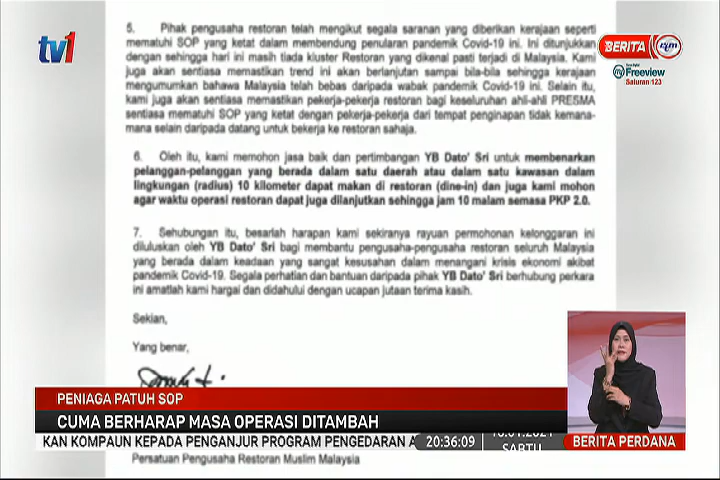 tv1
BERITA rtm
Freeview
Saluran 123
5. Pihak pengusaha restoran telah mengikut segala saranan yang diberikan kerajaan seperti
mematuhi SOP yang ketat dalam membendung penularan pandemik Covid-19 ini. Ini ditunjukkan
dengan sehingga hari ini masih tiada kluster Restoran yang dikenal pasti terjadi di Malaysia. Kami
juga akan sentiasa memastikan trend ini akan berlanjutan sampai bila-bila sehingga kerajaan
mengumumkan bahawa Malaysia telah bebas daripada wabak pandemik Covid-19 ini. Selain itu,
kami juga akan sentiasa memastikan pekerja-pekerja restoran bagi keseluruhan ahli-ahli PRESMA
sentiasa mematuhi SOP yang ketat dengan pekerja-pekerja dari tempat penginapan tidak kemana-
mana selain daripada datang untuk bekerja ke restoran sahaja.
6. Oleh itu, kami memohon jasa baik dan pertimbangan YB Dato' Sri untuk membenarkan
pelanggan-pelanggan yang berada dalam satu daerah atau dalam satu kawasan dalam
lingkungan (radius) 10 kilometer dapat makan di restoran (dine-in) dan juga kami mohon
agar waktu operasi restoran dapat juga dilanjutkan sehingga jam 10 malam semasa PKP 2.0.
7. Sehubungan itu, besarlah harapan kami sekiranya rayuan permohonan kelonggaran ini
diluluskan oleh YB Dato' Sri bagi membantu pengusaha-pengusaha restoran seluruh Malaysia
yang berada dalam keadaan yang sangat kesusahan dalam menangani krisis ekonomi akibat
pandemik Covid-19. Segala perhatian dan bantuan daripada pihak YB Dato' Sri berhubung perkara
ini amatlah kami hargai dan didahului dengan ucapan jutaan terima kasih.
Sekian,
Yang benar,
PENIAGA PATUH SOP
CUMA BERHARAP MASA OPERASI DITAMBAH
KAN KOMPAUN KEPADA PENGANJUR PROGRAM PENGEDARAN A 20:36:09 SABTU BERITA PERDANA
Persatuan Pengusaha Restoran Muslim Malaysia